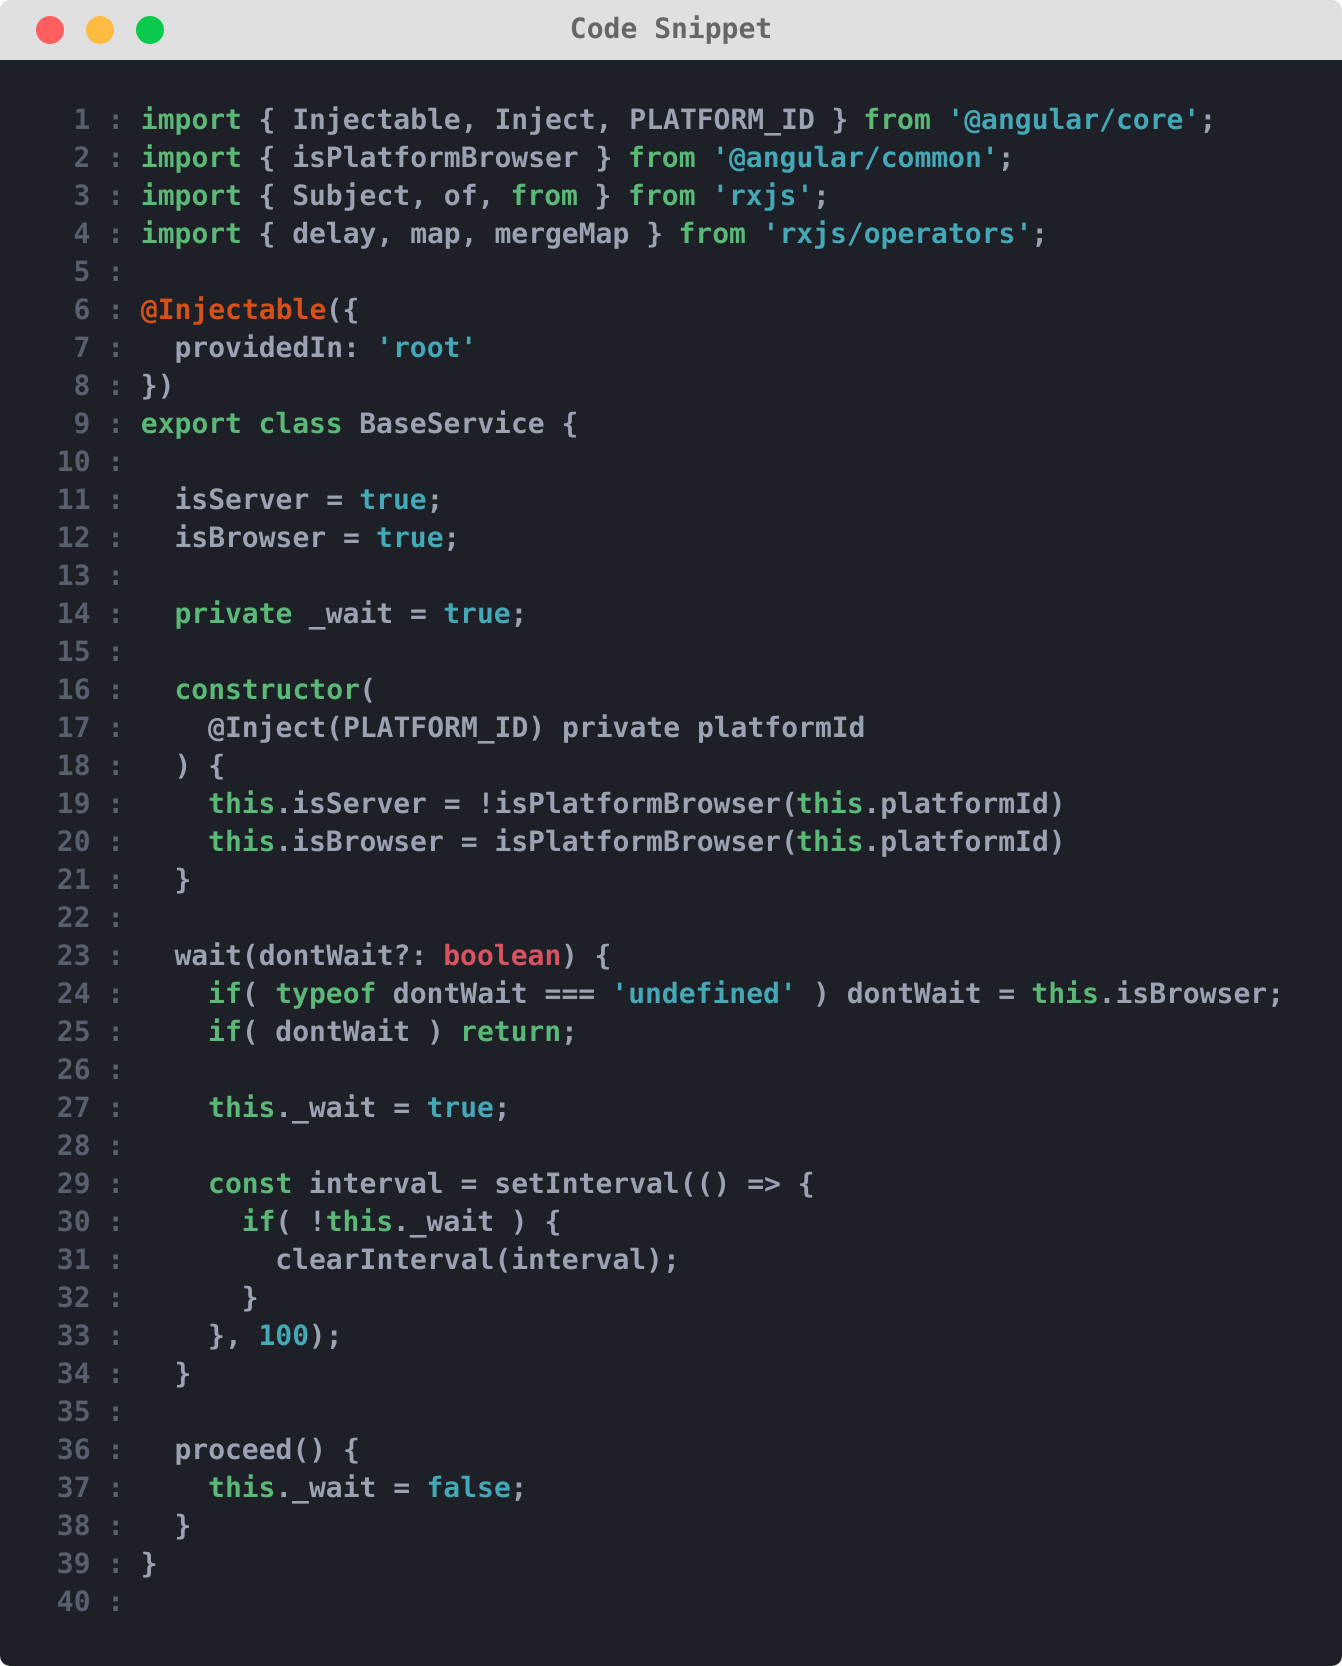 Code Snippet
1 : import { Injectable, Inject, PLATFORM_ID } from '@angular/core';
2 : import { isPlatformBrowser } from '@angular/common';
3 : import { Subject, of, from } from 'rxjs';
4 : import { delay, map, mergeMap } from 'rxjs/operators';
5 :
6 : @Injectable({
7 :   providedIn: 'root'
8 : })
9 : export class BaseService {
10 :
11 :   isServer = true;
12 :   isBrowser = true;
13 :
14 :   private _wait = true;
15 :
16 :   constructor(
17 :     @Inject(PLATFORM_ID) private platformId
18 :   ) {
19 :     this.isServer = !isPlatformBrowser(this.platformId)
20 :     this.isBrowser = isPlatformBrowser(this.platformId)
21 :   }
22 :
23 :   wait(dontWait?: boolean) {
24 :     if( typeof dontWait === 'undefined' ) dontWait = this.isBrowser;
25 :     if( dontWait ) return;
26 :
27 :     this._wait = true;
28 :
29 :     const interval = setInterval(() => {
30 :       if( !this._wait ) {
31 :         clearInterval(interval);
32 :       }
33 :     }, 100);
34 :   }
35 :
36 :   proceed() {
37 :     this._wait = false;
38 :   }
39 : }
40 :